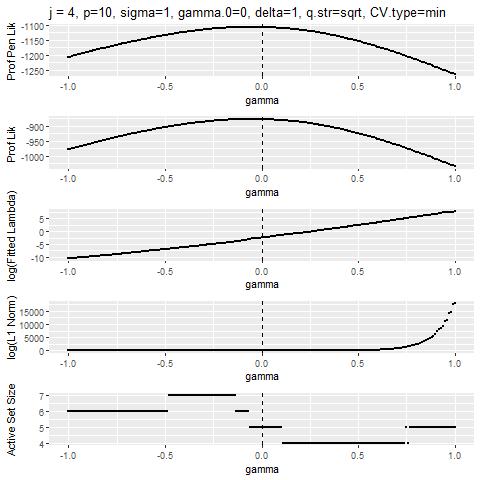 j = 4, p=10, sigma=1, gamma.0=0, delta=1, q.str=sqrt, CV.type=min
Prof Pen Lik
-1100
-1150
-1200
-1250
-1.0 -0.5 0.0 0.5 1.0
gamma
Prof Lik
-900
-950
-1000
-1.0 -0.5 0.0 0.5 1.0
gamma
log(Fitted Lambda)
5
0
-5
-10
-1.0 -0.5 0.0 0.5 1.0
gamma
log(L1 Norm)
15000
10000
5000
0
-1.0 -0.5 0.0 0.5 1.0
gamma
Active Set Size
7
6
5
4
-1.0 -0.5 0.0 0.5 1.0
gamma